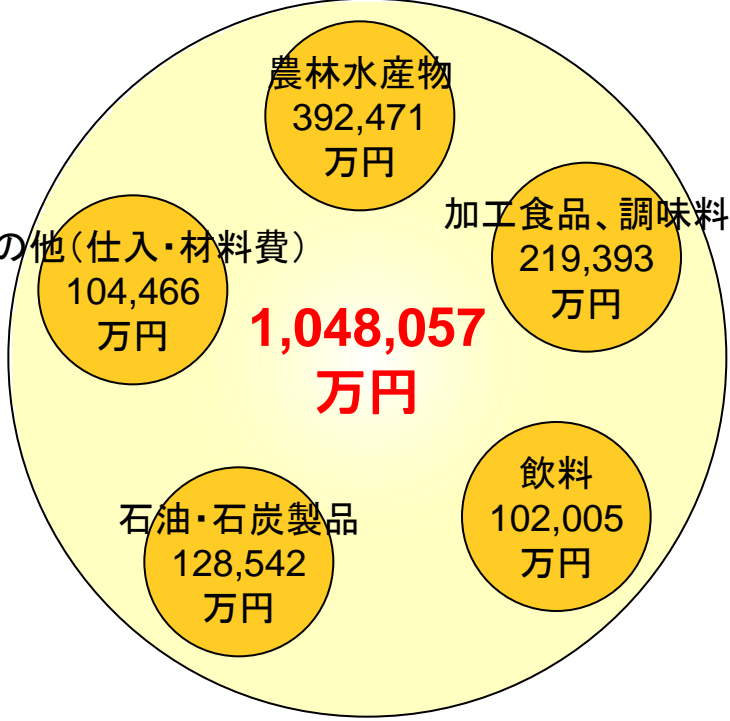 農林水産物
392,471
万円
加工食品、調味料
219,393
万円
の他(仕入・材料費)
104,466
万円
1,048,057
万円
飲料
102,005
万円
石油・石炭製品
128,542
万円